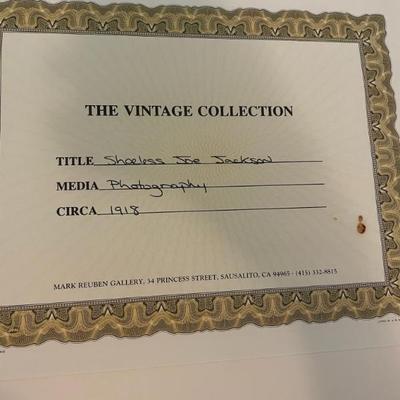 THE VINTAGE COLLECTION
TITLE Shoeless Joe Jackson
MEDIA Photography
CIRCA 1918
MARK REUBEN GALLERY, 34 PRINCESS STREET, SAUSALITO, CA 94965 · (415) 332-8815